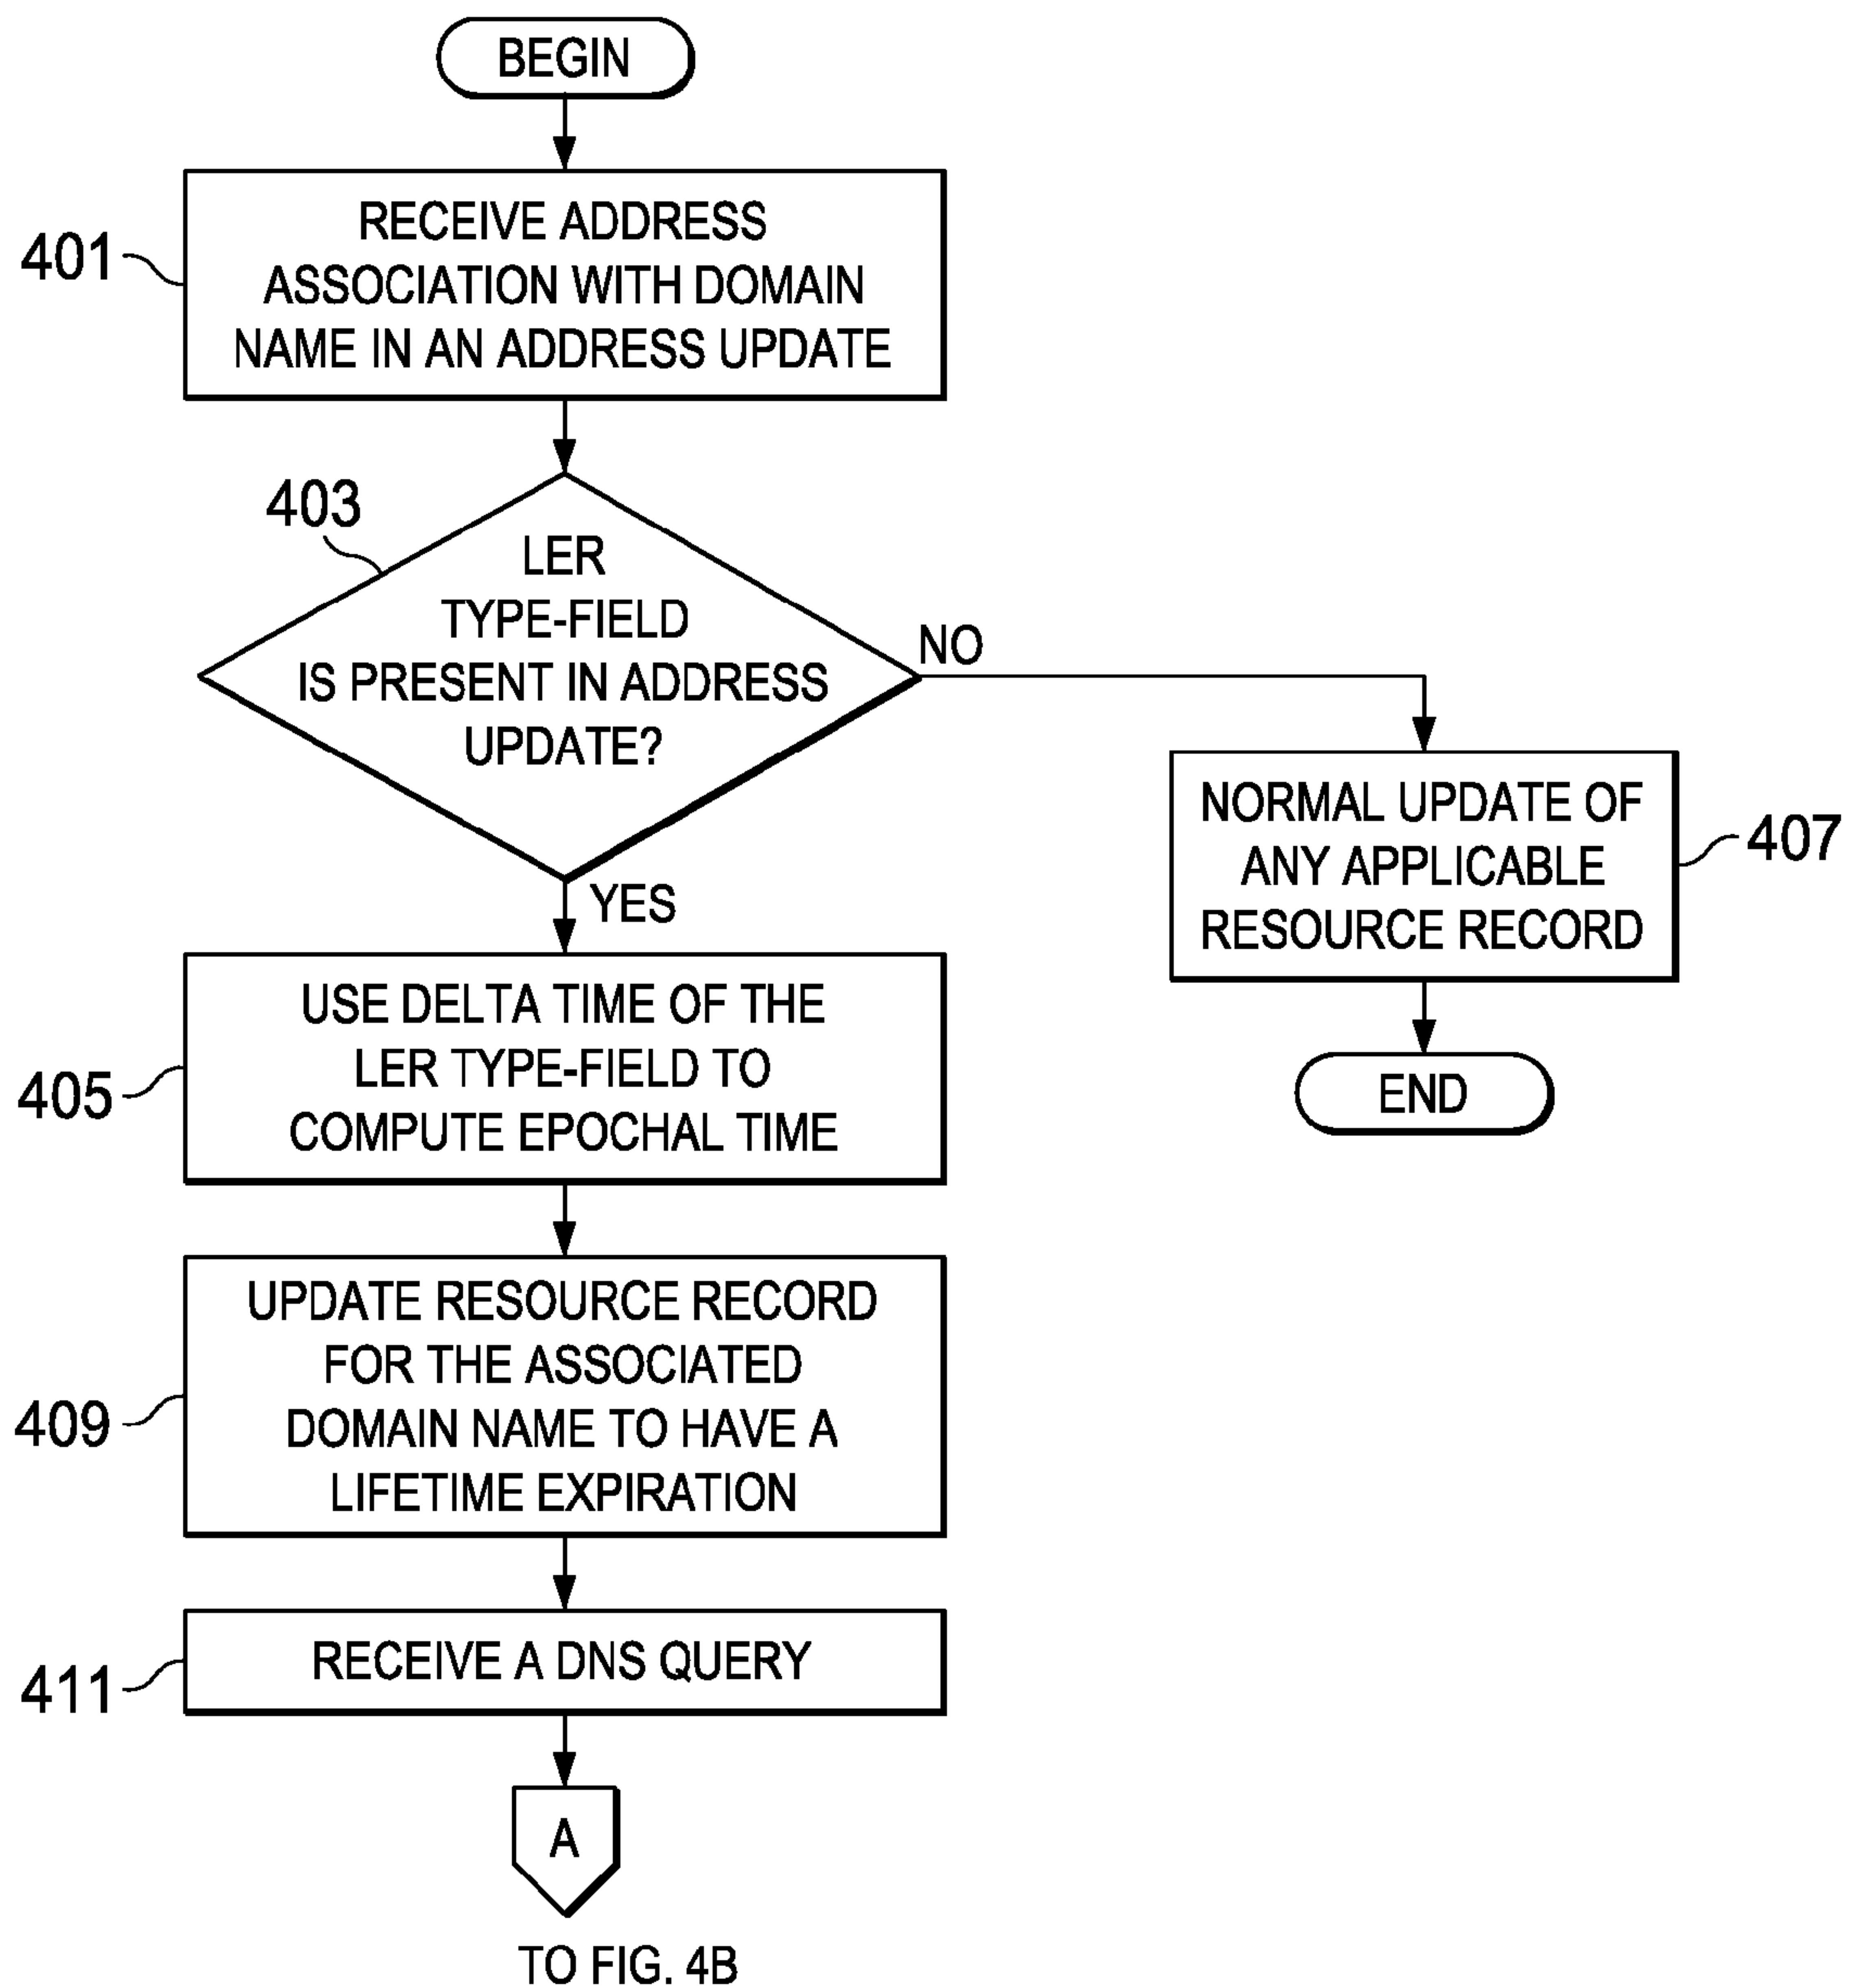 BEGIN
401
RECEIVE ADDRESS
ASSOCIATION WITH DOMAIN
NAME IN AN ADDRESS UPDATE
403
LER
TYPE-FIELD
IS PRESENT IN ADDRESS
UPDATE?
NO
YES
NORMAL UPDATE OF
ANY APPLICABLE
RESOURCE RECORD
407
END
405
USE DELTA TIME OF THE
LER TYPE-FIELD TO
COMPUTE EPOCHAL TIME
409
UPDATE RESOURCE RECORD
FOR THE ASSOCIATED
DOMAIN NAME TO HAVE A
LIFETIME EXPIRATION
411
RECEIVE A DNS QUERY
A
TO FIG. 4B